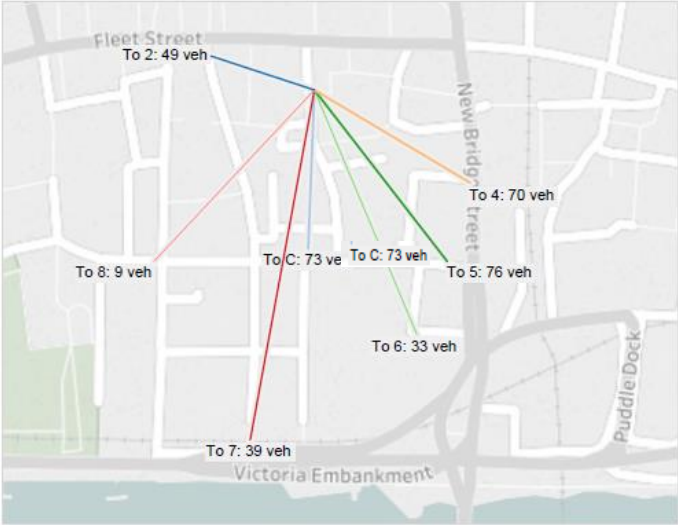 Fleet Street
To 2: 49 veh
New Bridge Street
To 4: 70 veh
To C: 73 ve
To C: 73 veh
To 8: 9 veh
To 5: 76 veh
To 6: 33 veh
Puddle Dock
To 7: 39 veh
Victoria Embankment